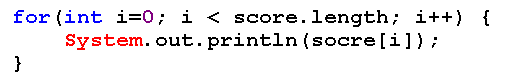 for(int i=0; i < score.length; i++) {
    System.out.println(socre[i]);
}